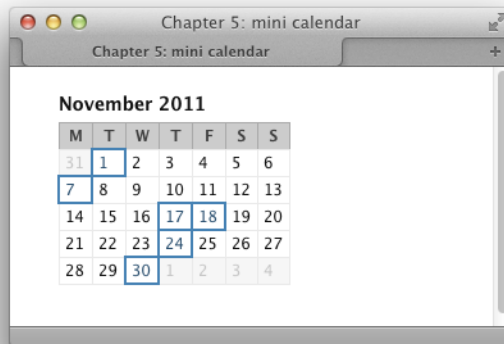 Chapter 5: mini calendar
Chapter 5: mini calendar
+
November 2011
M T W T F S S
31 1 2 3 4 5 6
7 8 9 10 11 12 13
14 15 16 17 18 19 20
21 22 23 24 25 26 27
28 29 30 1 2 3 4